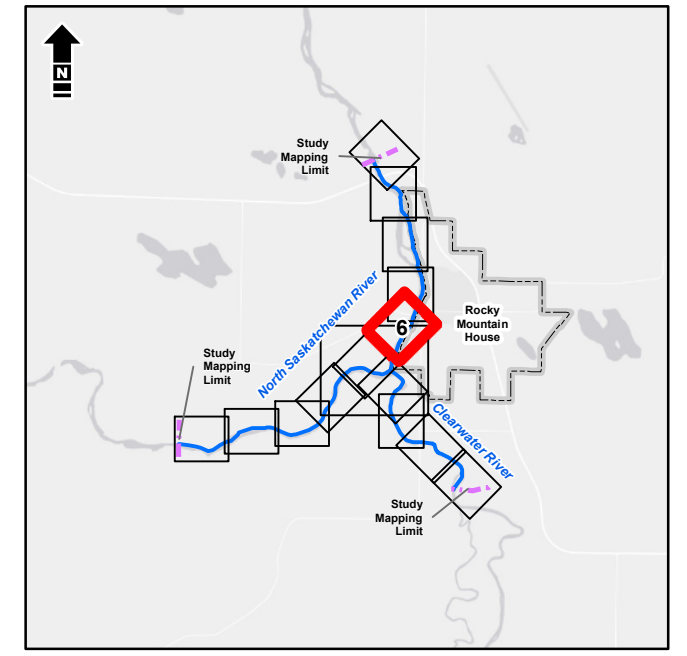 N
Study
Mapping
Limit
North Saskatchewan River
Rocky
Mountain
House
6
Study
Mapping
Limit
Clearwater River
Study
Mapping
Limit